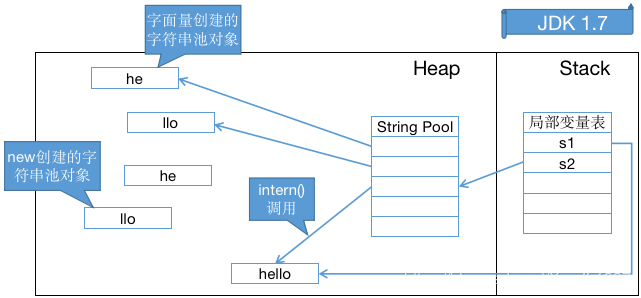 字面量创建的
字符串池对象
JDK 1.7
he
Heap
Stack
llo
String Pool
局部变量表
s1
s2
new创建的字
符串池对象
he
llo
intern()
调用
hello